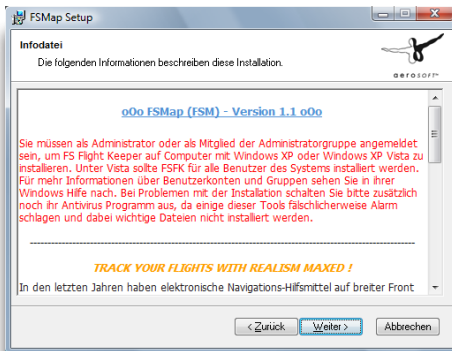 FSMap Setup
Infodatei
Die folgenden Informationen beschreiben diese Installation.
aerosoft
o0o FSMap (FSM) - Version 1.1 o0o
Sie müssen als Administrator oder als Mitglied der Administratorgruppe angemeldet
sein, um FS Flight Keeper auf Computer mit Windows XP oder Windows XP Vista zu
installieren. Unter Vista sollte FSFK für alle Benutzer des Systems installiert werden.
Für mehr Informationen über Benutzerkonten und Gruppen sehen Sie in ihrer
Windows Hilfe nach. Bei Problemen mit der Installation schalten Sie bitte zusätzlich
noch ihr Antivirus Programm aus, da einige dieser Tools fälschlicherweise Alarm
schlagen und dabei wichtige Dateien nicht installiert werden.
TRACK YOUR FLIGHTS WITH REALISM MAXED !
In den letzten Jahren haben elektronische Navigations-Hilfsmittel auf breiter Front
< Zurück
Weiter >
Abbrechen